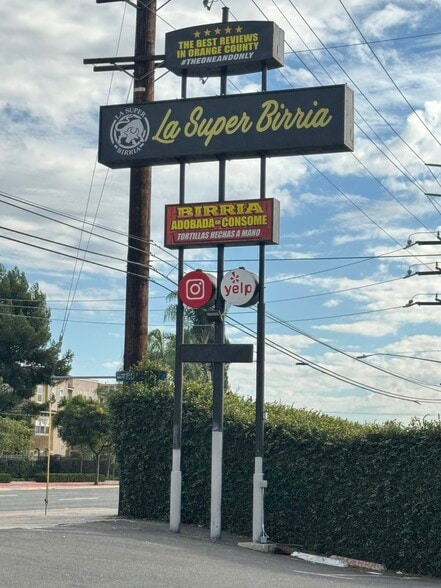 ★★★★★
THE BEST REVIEWS
IN ORANGE COUNTY
#THEONEANDONLY
LA SUPER
BIRRIA
La Super Birria
BIRRIA
ADOBADA EN CONSOME
TORTILLAS HECHAS A MANO
yelp